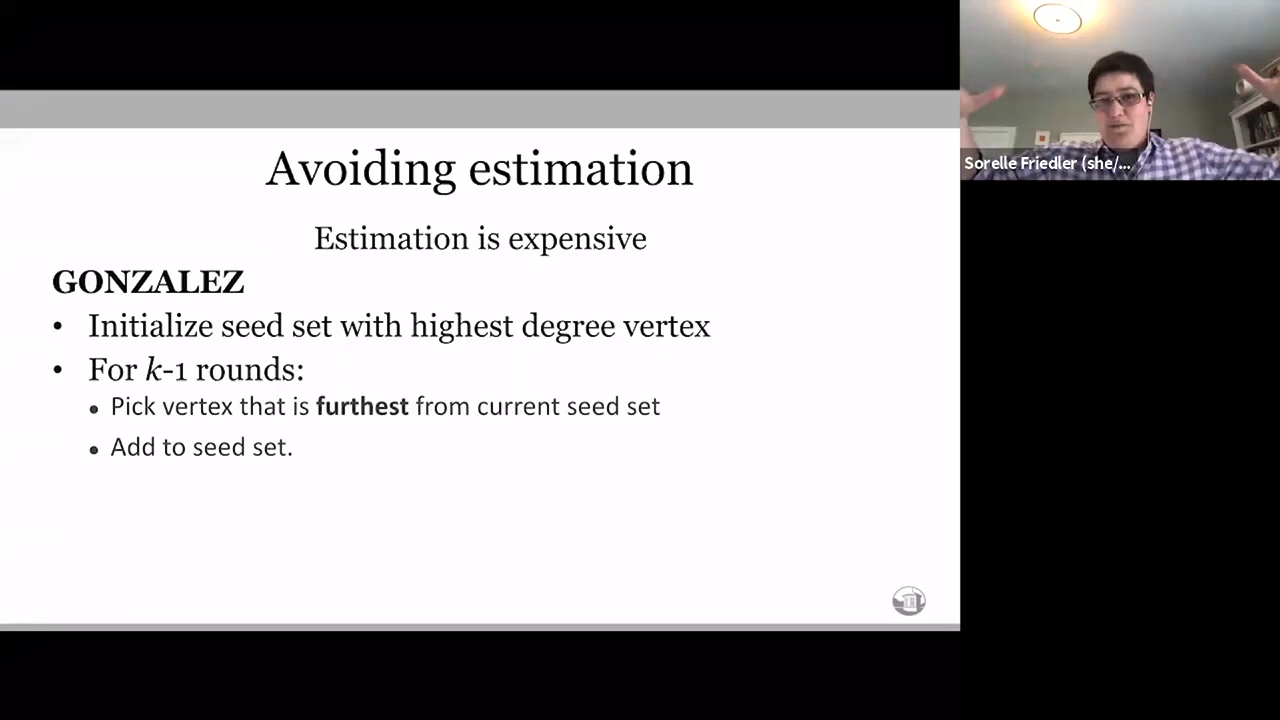 Avoiding estimation
Estimation is expensive
GONZALEZ
• Initialize seed set with highest degree vertex
• For k-1 rounds:
• Pick vertex that is furthest from current seed set
• Add to seed set.
Sorelle Friedler (she/...